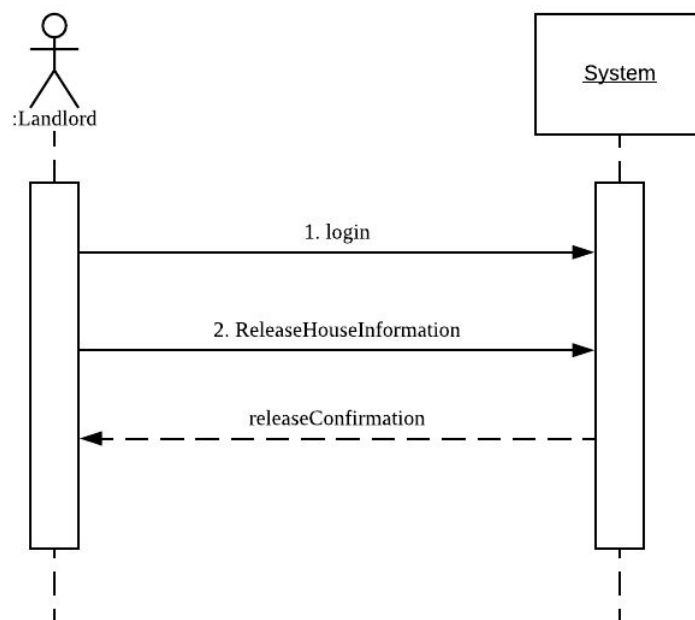 :Landlord
System
1. login
2. ReleaseHouseInformation
releaseConfirmation